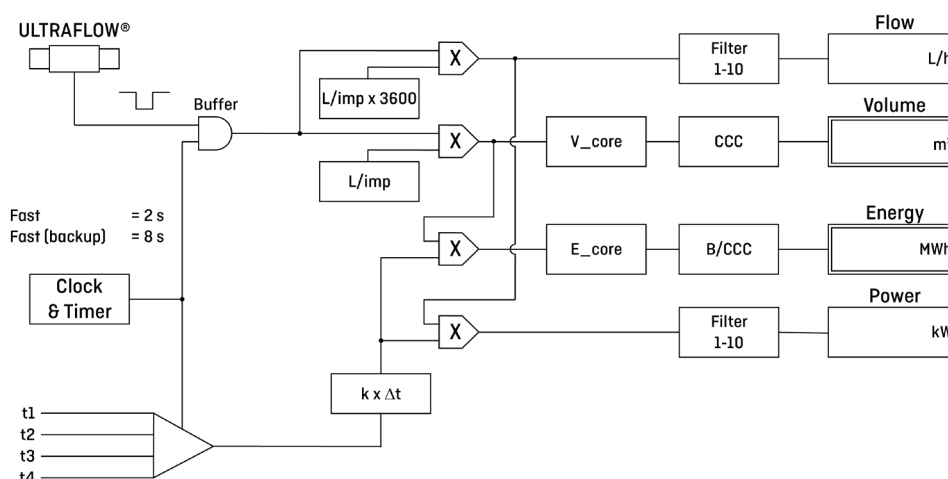 ULTRAFLOW®
Buffer
Fast = 2 s
Fast (backup) = 8 s
Clock
& Timer
t1
t2
t3
t4
X
L/imp x 3600
X
L/imp
X
X
k x Δt
V_core
E_core
Filter
1-10
CCC
B/CCC
Filter
1-10
Flow
L/h
Volume
Energy
MWh
Power